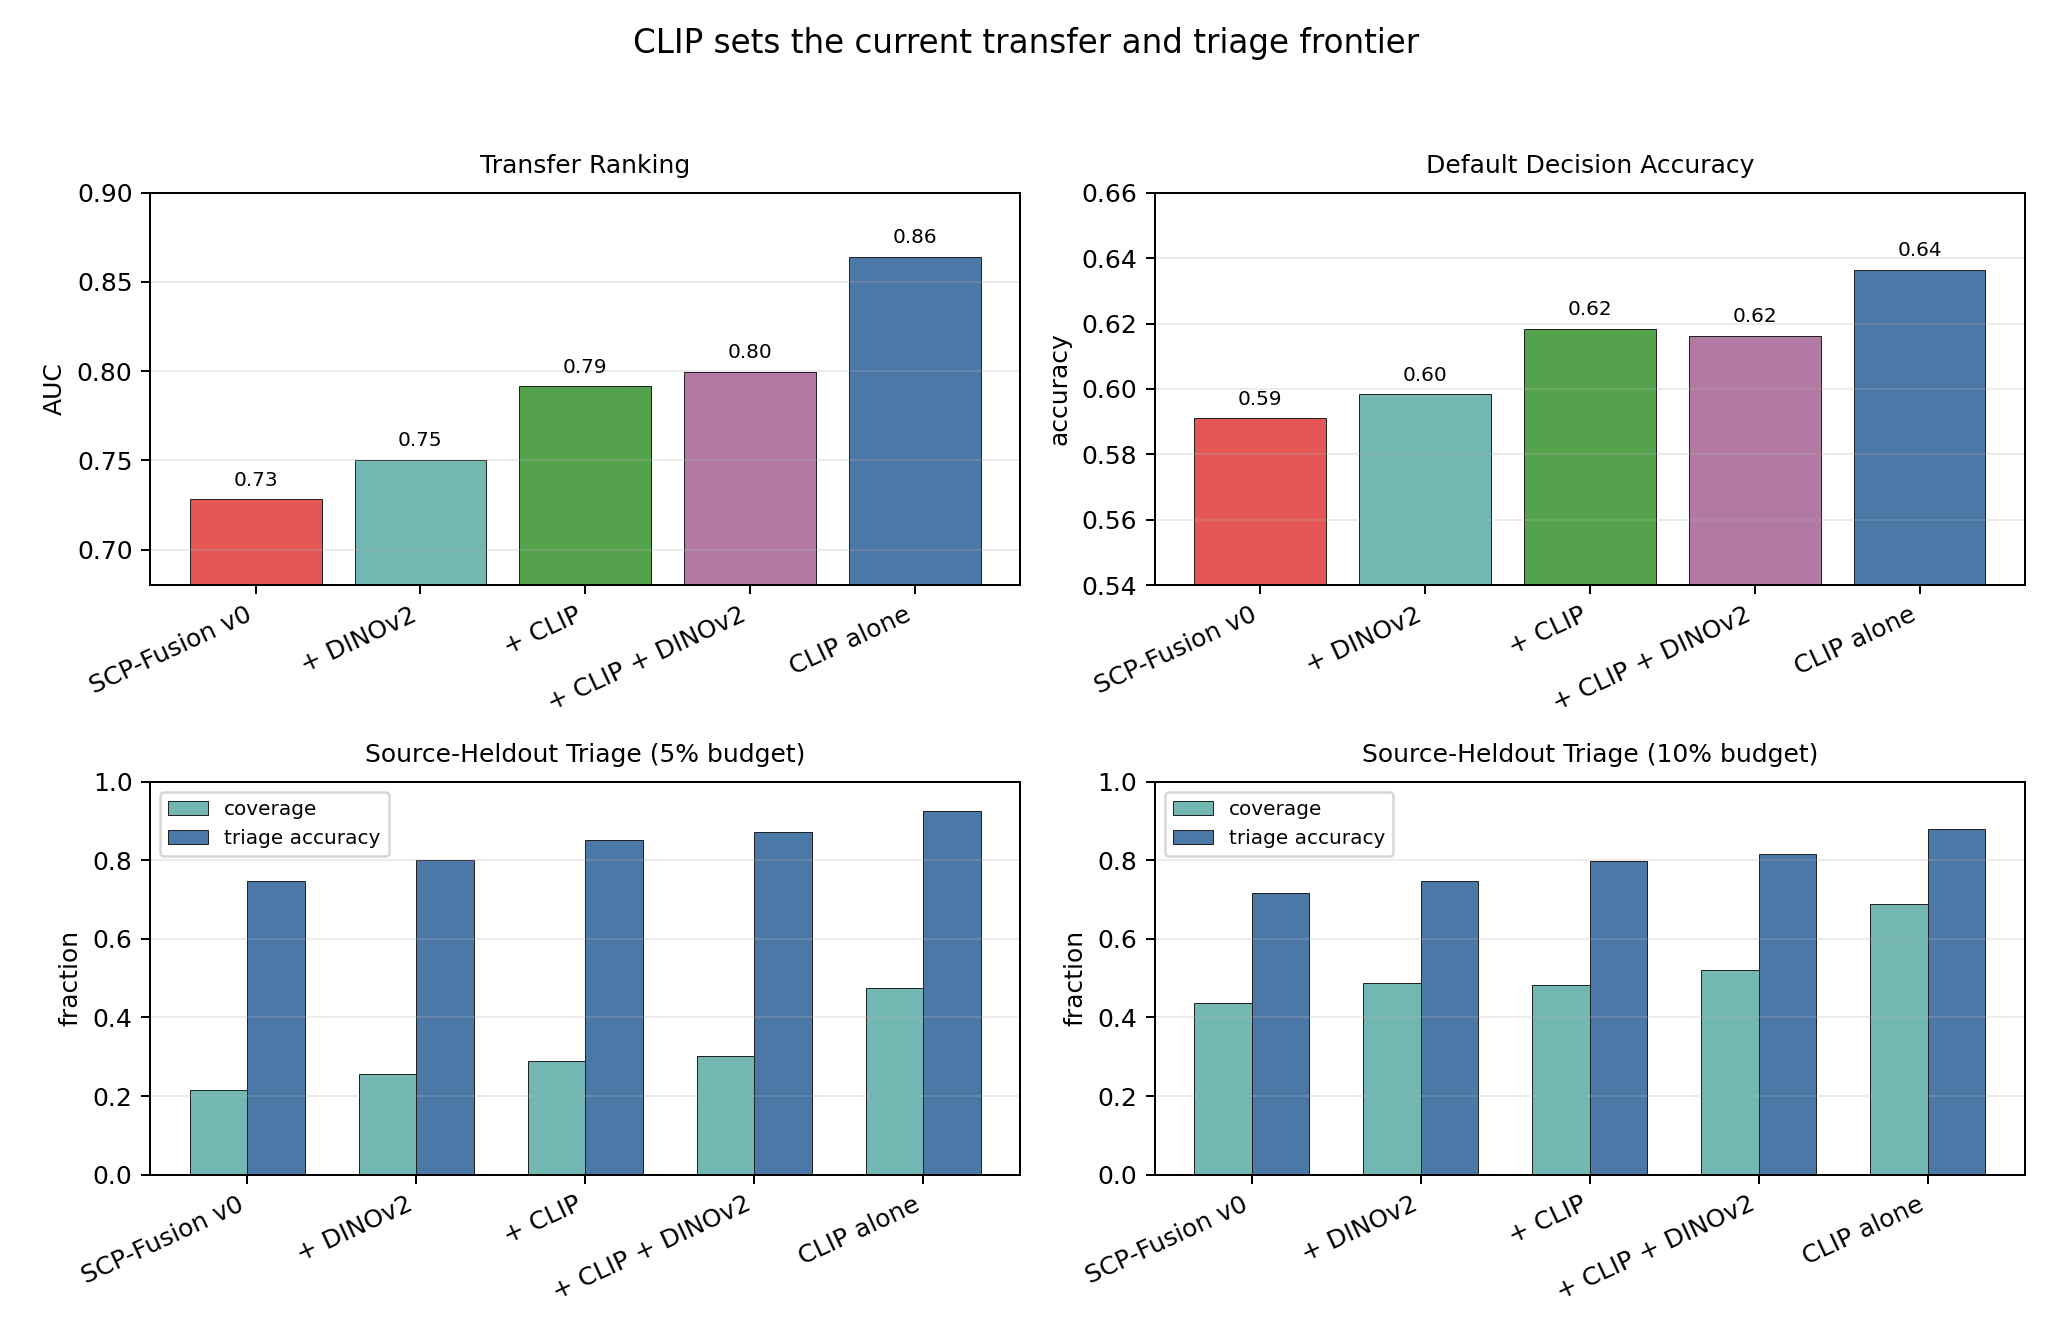 CLIP sets the current transfer and triage frontier
Transfer Ranking
0.90
0.85
0.80
0.75
0.70
AUC
0.73
0.75
0.79
0.80
0.86
SCP-Fusion v0
+ DINOv2
+ CLIP
+ CLIP + DINOv2
CLIP alone
Default Decision Accuracy
0.66
0.64
0.62
0.60
0.58
0.56
0.54
accuracy
0.59
0.60
0.62
0.62
0.64
SCP-Fusion v0
+ DINOv2
+ CLIP
+ CLIP + DINOv2
CLIP alone
Source-Heldout Triage (5% budget)
1.0
0.8
0.6
0.4
0.2
0.0
fraction
coverage
triage accuracy
SCP-Fusion v0
+ DINOv2
+ CLIP
+ CLIP + DINOv2
CLIP alone
Source-Heldout Triage (10% budget)
1.0
0.8
0.6
0.4
0.2
0.0
fraction
coverage
triage accuracy
SCP-Fusion v0
+ DINOv2
+ CLIP
+ CLIP + DINOv2
CLIP alone